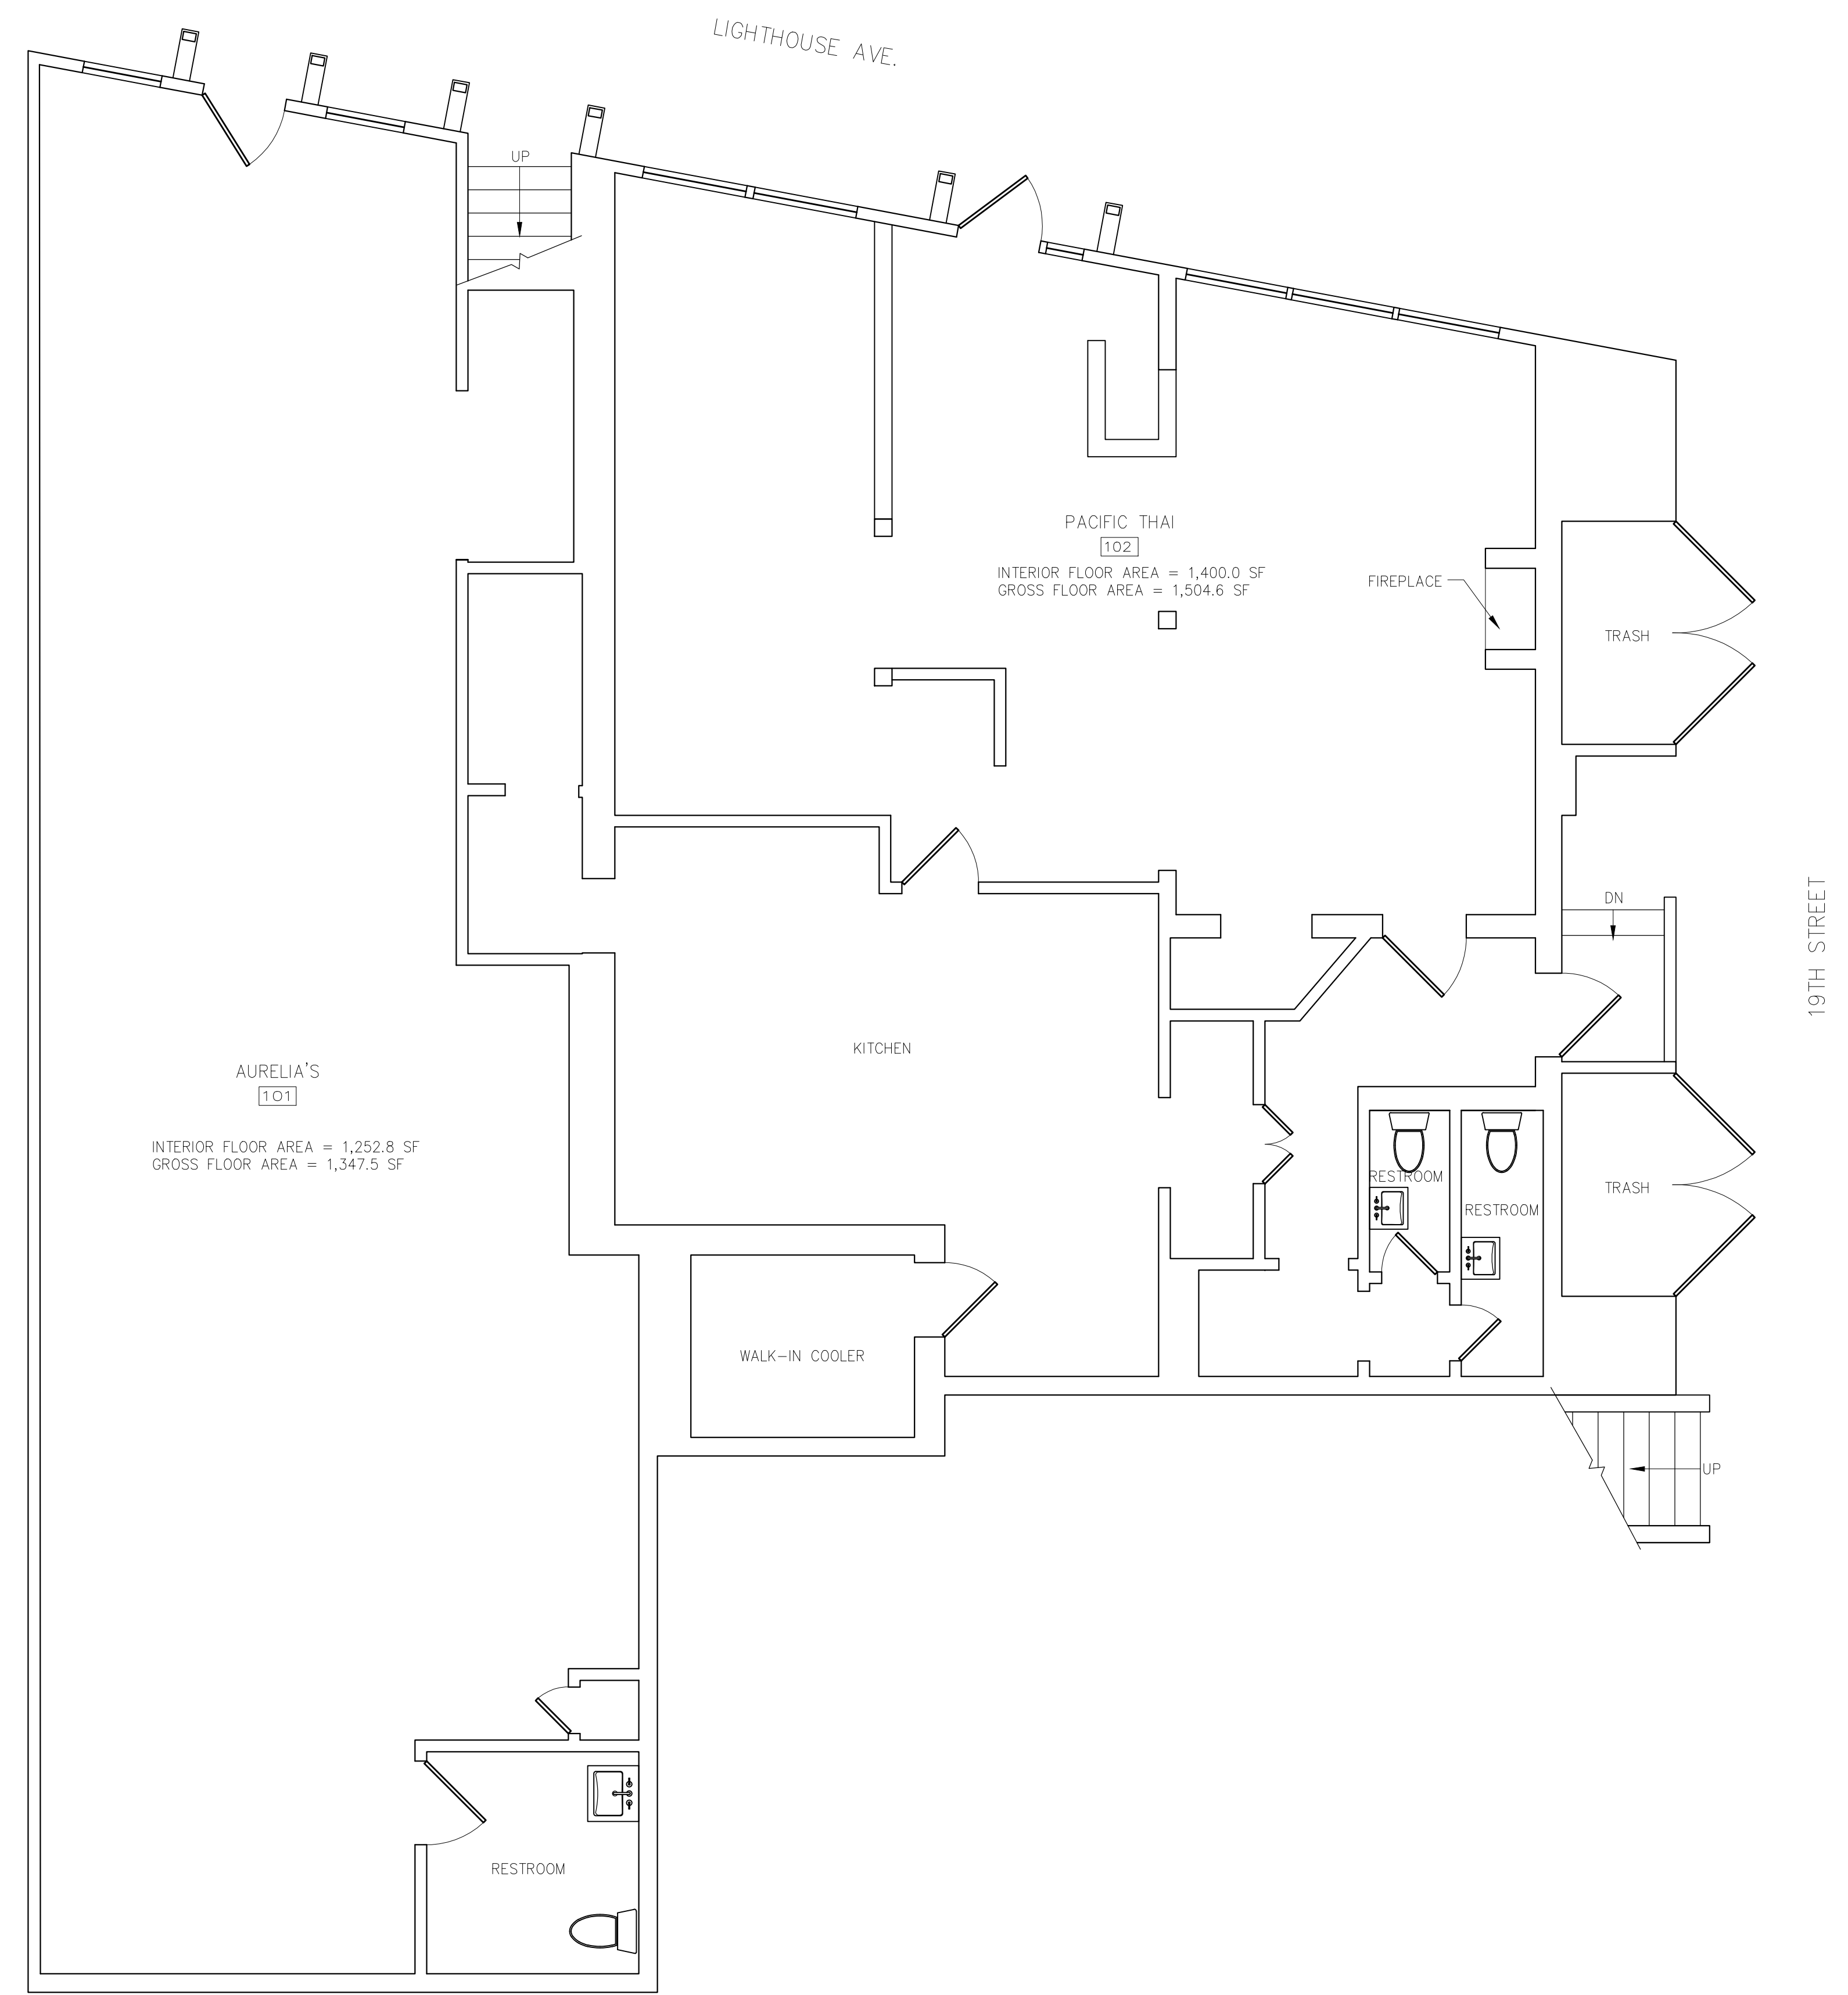 LIGHTHOUSE AVE.
UP
PACIFIC THAI
102
INTERIOR FLOOR AREA = 1,400.0 SF
GROSS FLOOR AREA = 1,504.6 SF
FIREPLACE
TRASH
DN
19TH STREET
KITCHEN
AURELIA'S
101
INTERIOR FLOOR AREA = 1,252.8 SF
GROSS FLOOR AREA = 1,347.5 SF
RESTROOM
RESTROOM
TRASH
WALK-IN COOLER
UP
RESTROOM